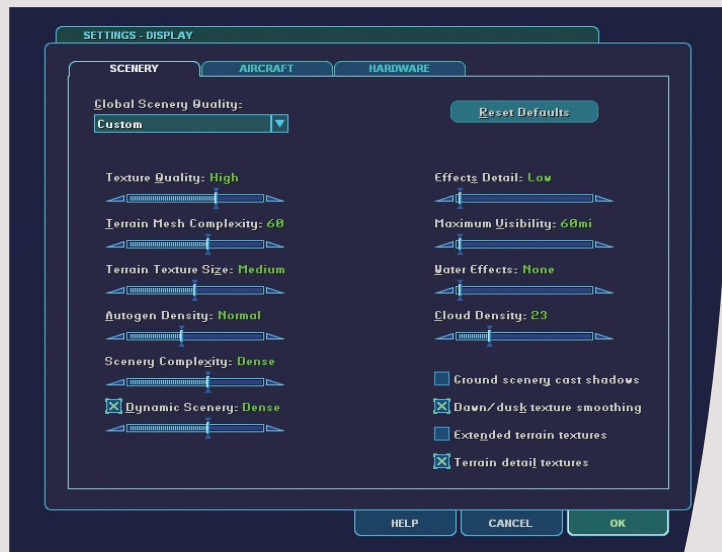 SETTINGS - DISPLAY
SCENERY
AIRCRAFT
HARDWARE
Global Scenery Quality:
Custom
Reset Defaults
Texture Quality: High
Terrain Mesh Complexity: 60
Terrain Texture Size: Medium
Autogen Density: Normal
Scenery Complexity: Dense
Dynamic Scenery: Dense
Effects Detail: Low
Maximum Visibility: 60mi
Water Effects: None
Cloud Density: 23
Ground scenery cast shadows
Dawn/dusk texture smoothing
Extended terrain textures
Terrain detail textures
HELP
CANCEL
OK